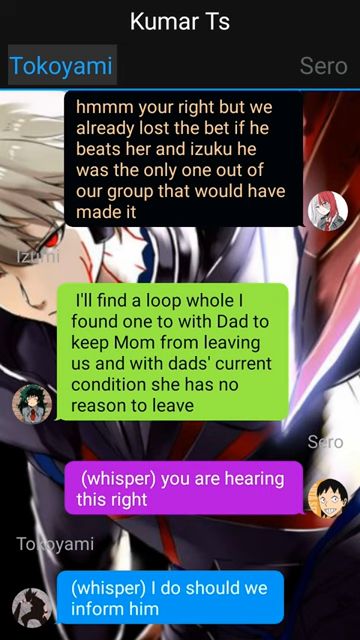 Kumar Ts
Tokoyami
Sero
hmmm your right but we
already lost the bet if he
beats her and izuku he
was the only one out of
our group that would have
made it
Izumi
I'll find a loop whole I
found one to with Dad to
keep Mom from leaving
us and with dads' current
condition she has no
reason to leave
Sero
(whisper) you are hearing
this right
Tokoyami
(whisper) I do should we
inform him